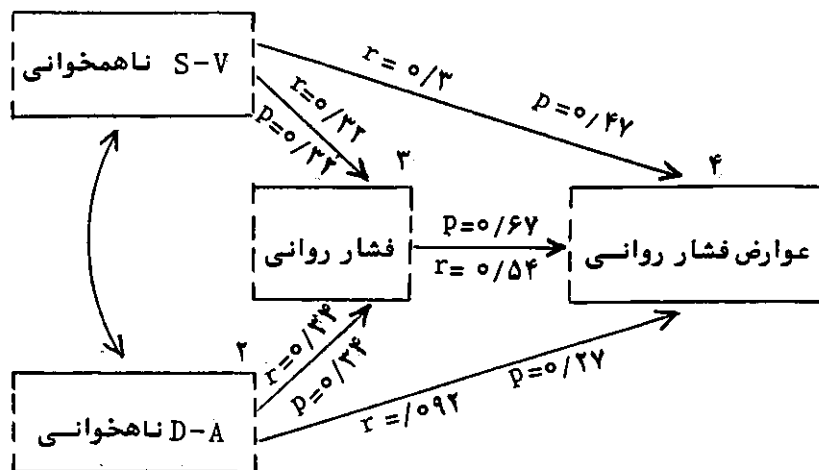 ناهمخوانی S-V
r= ۰/۳
p=۰/۴۷
r=۰/۳۲
p=۰/۳۴
۳
۴
فشار روانی
p=۰/۶۷
r= ۰/۵۴
عوارض فشار روانی
r=۰/۳۴
p=۰/۳۴
۲
p=۰/۲۷
r =/۰۹۲
ناهخوانی D-A